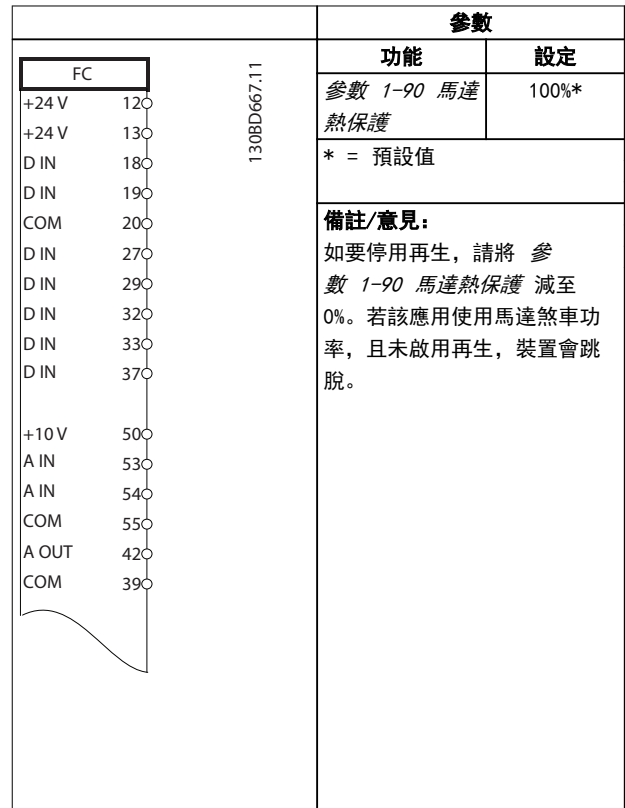 FC
+24 V 12
+24 V 13
D IN 18
D IN 19
COM 20
D IN 27
D IN 29
D IN 32
D IN 33
D IN 37
+10 V 50
A IN 53
A IN 54
COM 55
A OUT 42
COM 39
130BD667.11
參數
功能 設定
參數 1-90 馬達 100%*
熱保護
* = 預設值
備註/意見：
如要停用再生，請將 參
數 1-90 馬達熱保護 減至
0%。若該應用使用馬達煞車功
率，且未啟用再生，裝置會跳
脫。